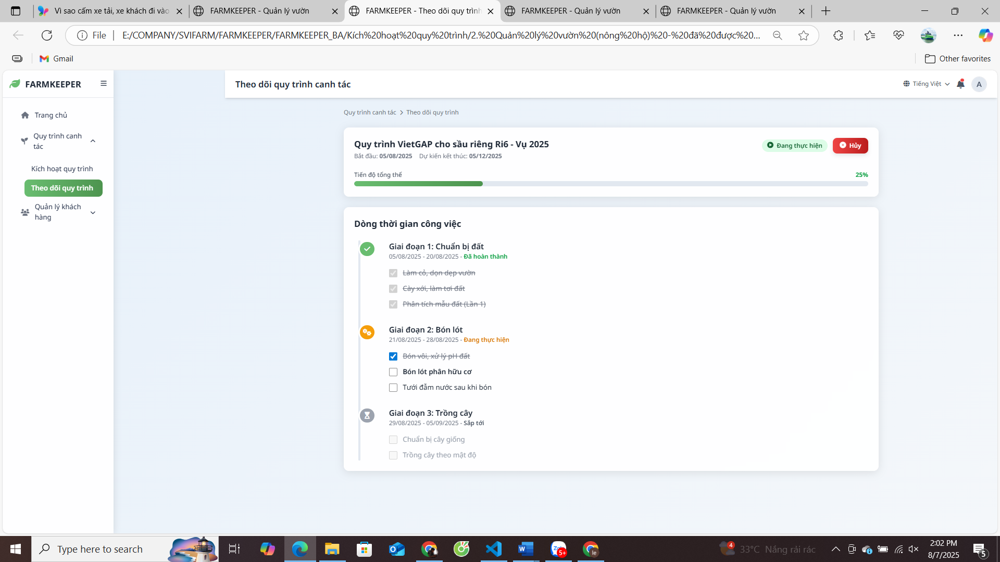 Vì sao cấm xe tải, xe khách đi vào
FARMKEEPER - Quản lý vườn
FARMKEEPER - Theo dõi quy trình
FARMKEEPER - Quản lý vườn
FARMKEEPER - Quản lý vườn
File
E:/COMPANY/SVIFARM/FARMKEEPER/FARMKEEPER_BA/Kích%20hoạt%20quy%20trình/2.%20Quản%20lý%20vườn%20(nông%20hộ)%20-%20đã%20được%20...
Gmail
Other favorites
FARMKEEPER
Theo dõi quy trình canh tác
Tiếng Việt
A
Trang chủ
Quy trình canh
tác
Kích hoạt quy trình
Theo dõi quy trình
Quản lý khách
hàng
Quy trình canh tác
Theo dõi quy trình
Quy trình VietGAP cho sầu riêng Ri6 - Vụ 2025
Đang thực hiện
Hủy
Bắt đầu: 05/08/2025
Dự kiến kết thúc: 05/12/2025
Tiến độ tổng thể
25%
Dòng thời gian công việc
Giai đoạn 1: Chuẩn bị đất
05/08/2025 - 20/08/2025 - Đã hoàn thành
Làm cỏ, dọn dẹp vườn
Cày xới, làm tơi đất
Phân tích mẫu đất (Lần 1)
Giai đoạn 2: Bón lót
21/08/2025 - 28/08/2025 - Đang thực hiện
Bón vôi, xử lý pH đất
Bón lót phân hữu cơ
Tưới đẫm nước sau khi bón
Giai đoạn 3: Trồng cây
29/08/2025 - 05/09/2025 - Sắp tới
Chuẩn bị cây giống
Trồng cây theo mật độ
Type here to search
5+
4
33°C Nắng rải rác
2:02 PM
8/7/2025
5